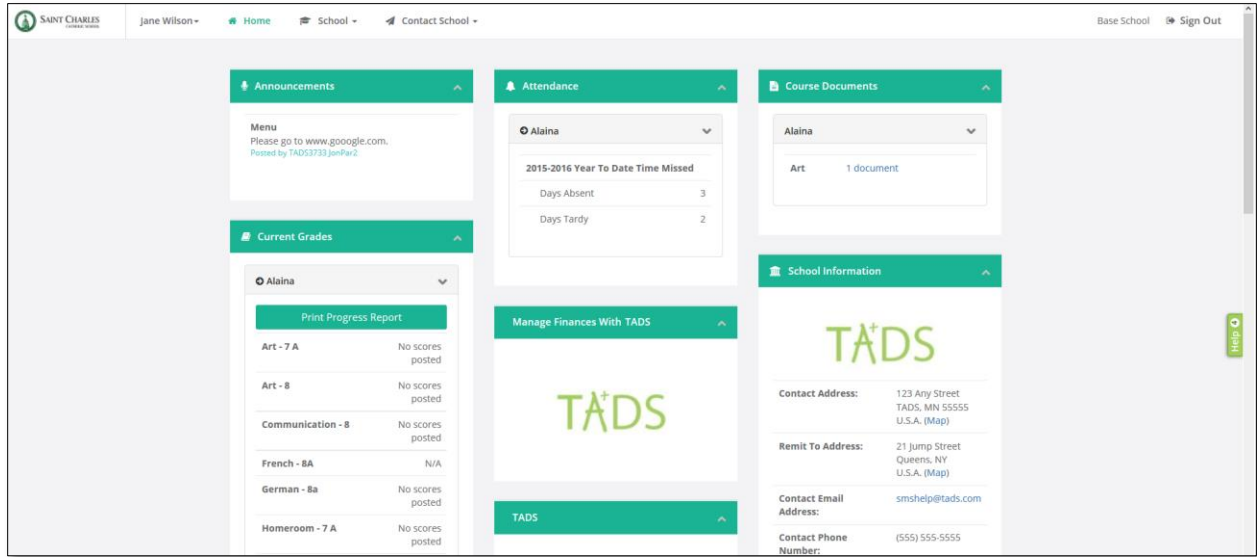 SAINT CHARLES
CATHOLIC SCHOOL
Jane Wilson
Home
School
Contact School
Base School
Sign Out
Announcements
Menu
Please go to www.gooogle.com.
Posted by TADS3733 JonPar2
Current Grades
Alaina
Print Progress Report
Art - 7 A No scores
posted
Art - 8 No scores
posted
Communication - 8 No scores
posted
French - 8A N/A
German - 8a No scores
posted
Homeroom - 7 A No scores
posted
Attendance
Alaina
2015-2016 Year To Date Time Missed
Days Absent 3
Days Tardy 2
Manage Finances With TADS
TADS
TADS
Course Documents
Alaina
Art 1 document
School Information
TADS
Contact Address: 123 Any Street
TADS, MN 55555
U.S.A. (Map)
Remit To Address: 21 Jump Street
Queens, NY
U.S.A. (Map)
Contact Email smshelp@tads.com
Address:
Contact Phone (555) 555-5555
Number:
Help